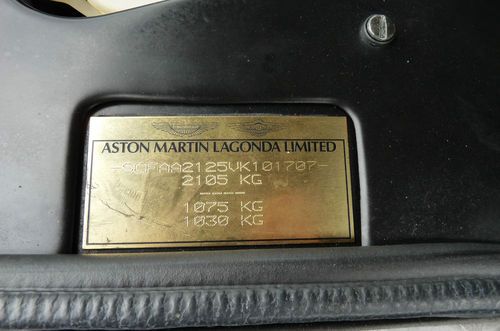 ASTON MARTIN LAGONDA LIMITED
-SCFAA2125VK101707-
2105 KG
----
1075 KG
1030 KG